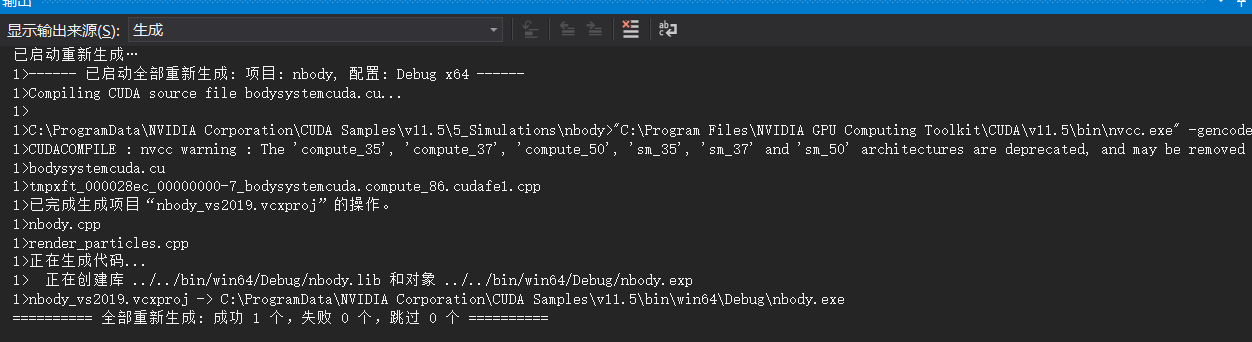 输出
显示输出来源(S): 生成
已启动重新生成…
1>------ 已启动全部重新生成: 项目: nbody, 配置: Debug x64 ------
1>Compiling CUDA source file bodysystemcuda.cu...
1>
1>C:\ProgramData\NVIDIA Corporation\CUDA Samples\v11.5\5_Simulations\nbody>"C:\Program Files\NVIDIA GPU Computing Toolkit\CUDA\v11.5\bin\nvcc.exe" -gencode
1>CUDACOMPILE : nvcc warning : The 'compute_35', 'compute_37', 'compute_50', 'sm_35', 'sm_37' and 'sm_50' architectures are deprecated, and may be removed
1>bodysystemcuda.cu
1>tmpxft_000028ec_00000000-7_bodysystemcuda.compute_86.cudafe1.cpp
1>已完成生成项目“nbody_vs2019.vcxproj”的操作。
1>nbody.cpp
1>render_particles.cpp
1>正在生成代码...
1>  正在创建库 ../../bin/win64/Debug/nbody.lib 和对象 ../../bin/win64/Debug/nbody.exp
1>nbody_vs2019.vcxproj -> C:\ProgramData\NVIDIA Corporation\CUDA Samples\v11.5\bin\win64\Debug\nbody.exe
========== 全部重新生成: 成功 1 个，失败 0 个，跳过 0 个 ==========